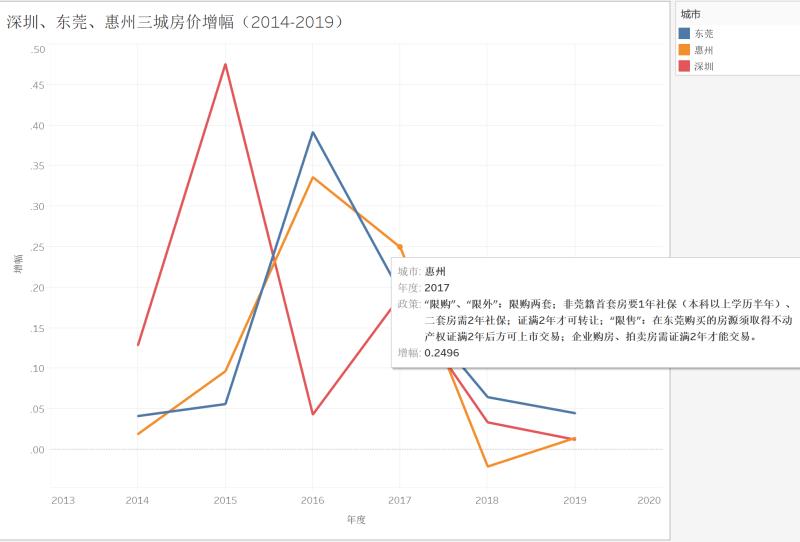 深圳、东莞、惠州三城房价增幅（2014-2019）
城市
东莞
惠州
深圳
.50
.45
.40
.35
.30
.25
.20
.15
.10
.05
.00
增幅
城市: 惠州
年度: 2017
政策: “限购”、“限外”：限购两套；非莞籍首套房要1年社保（本科以上学历半年）、
二套房需2年社保；证满2年才可转让；“限售”：在东莞购买的房源须取得不动
产权证满2年后方可上市交易；企业购房、拍卖房需证满2年才能交易。
增幅: 0.2496
2013 2014 2015 2016 2017 2018 2019 2020
年度